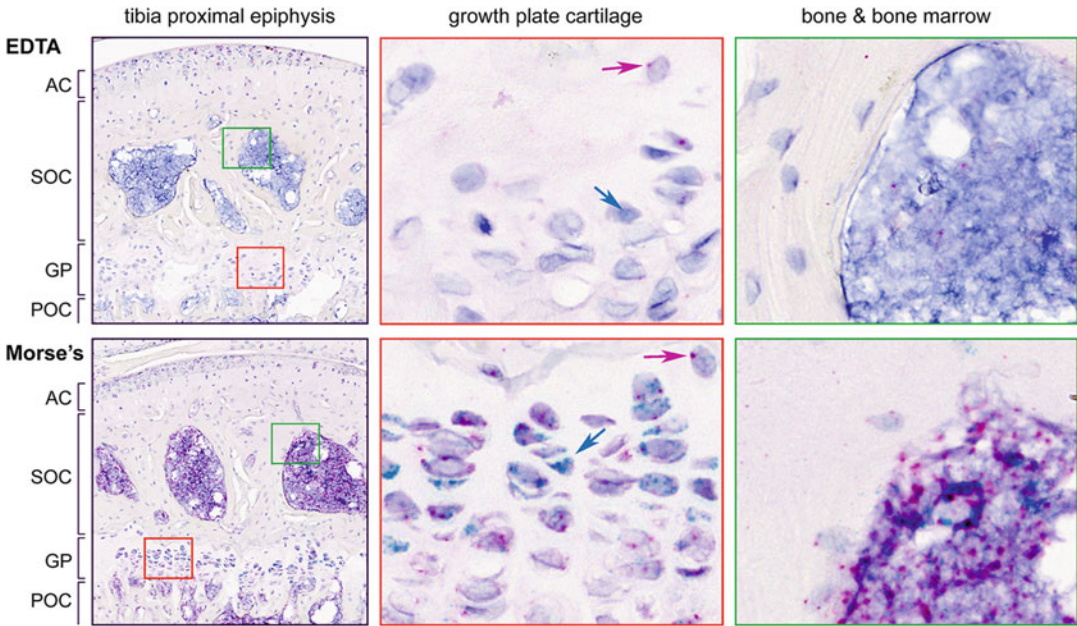 tibia proximal epiphysis growth plate cartilage bone & bone marrow
EDTA
AC
SOC
GP
POC
Morse's
AC
SOC
GP
POC